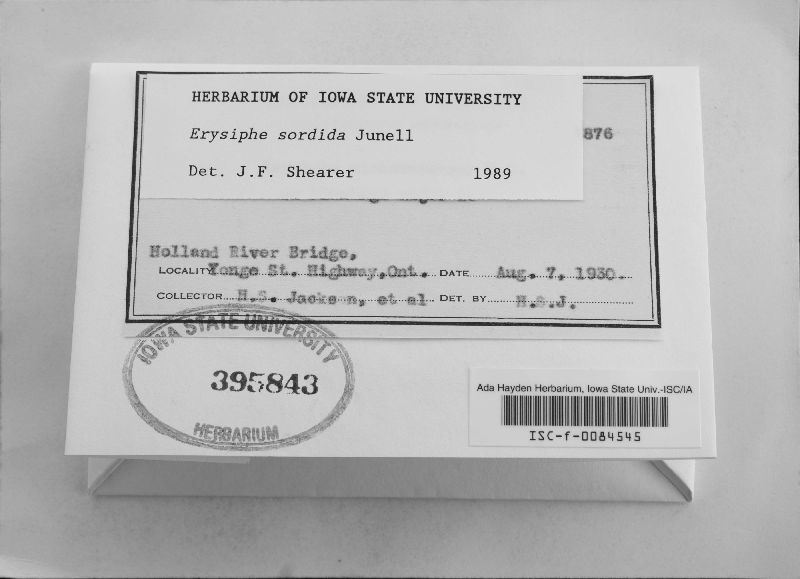 HERBARIUM OF IOWA STATE UNIVERSITY
Erysiphe sordida Junell
876
Det. J.F. Shearer 1989
Holland River Bridge,
LOCALITY Yonge St. Highway, Ont. DATE Aug. 7, 1930.
COLLECTOR H.S. Jackson, et al DET. BY H.S.J.
IOWA STATE UNIVERSITY
395843
HERBARIUM
Ada Hayden Herbarium, Iowa State Univ.-ISC/IA
ISC-f-0084545